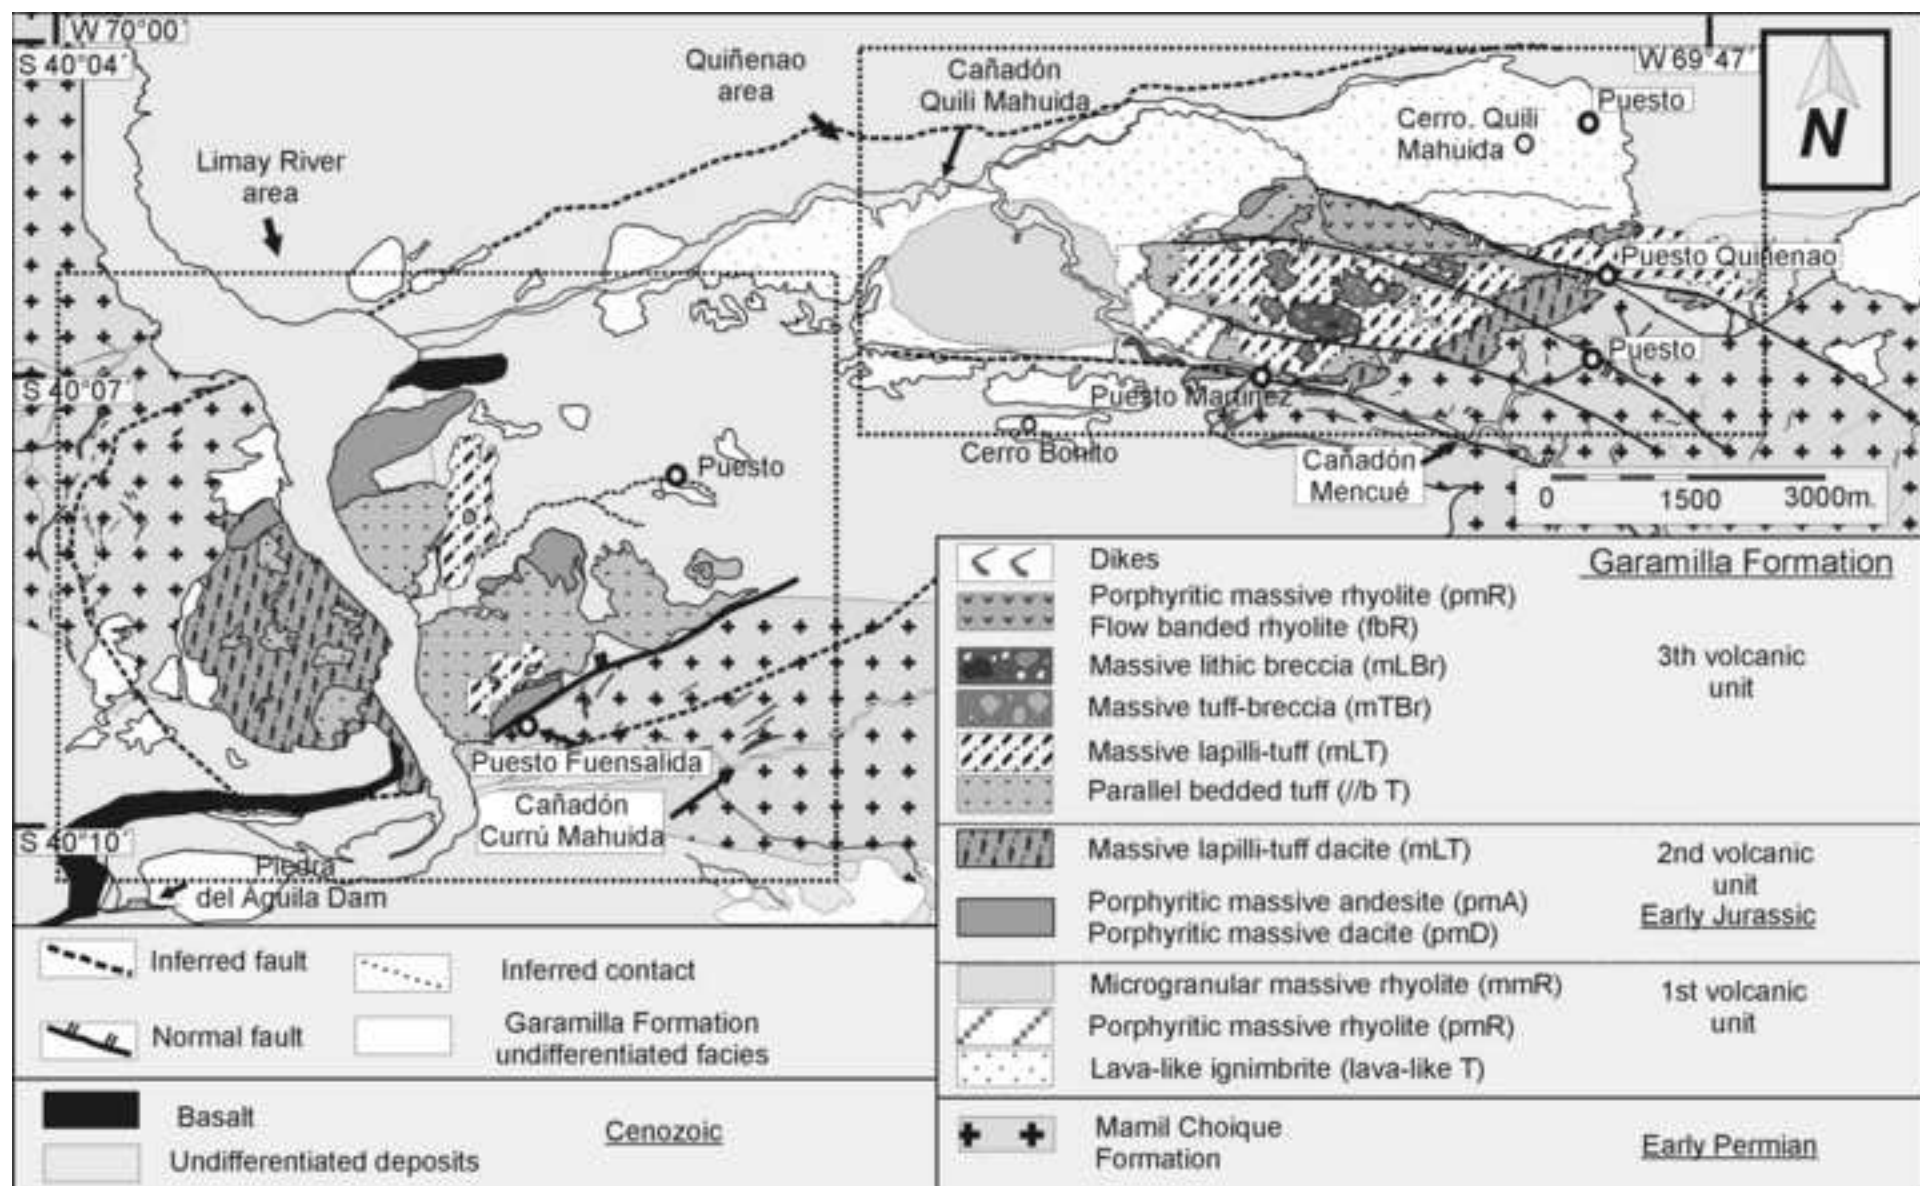 W 70°00´
S 40°04´
Quiñenao
area
Cañadón
Quili Mahuida
W 69°47´
Puesto
Cerro. Quili
Mahuida
N
Limay River
area
Puesto Quiñenao
Puesto
S 40°07´
Puesto Martinez
Cerro Bonito
Cañadón
Mencué
0 1500 3000m.
Puesto
Puesto Fuensalida
Cañadón
Currú Mahuida
S 40°10´
Piedra
del Aguila Dam
Garamilla Formation
Dikes
Porphyritic massive rhyolite (pmR)
Flow banded rhyolite (fbR)
Massive lithic breccia (mLBr)
Massive tuff-breccia (mTBr)
Massive lapilli-tuff (mLT)
Parallel bedded tuff (//b T)
3th volcanic
unit
Massive lapilli-tuff dacite (mLT)
Porphyritic massive andesite (pmA)
Porphyritic massive dacite (pmD)
2nd volcanic
unit
Early Jurassic
Microgranular massive rhyolite (mmR)
Porphyritic massive rhyolite (pmR)
Lava-like ignimbrite (lava-like T)
1st volcanic
unit
Mamil Choique
Formation
Early Permian
Inferred fault
Inferred contact
Normal fault
Garamilla Formation
undifferentiated facies
Basalt
Undifferentiated deposits
Cenozoic